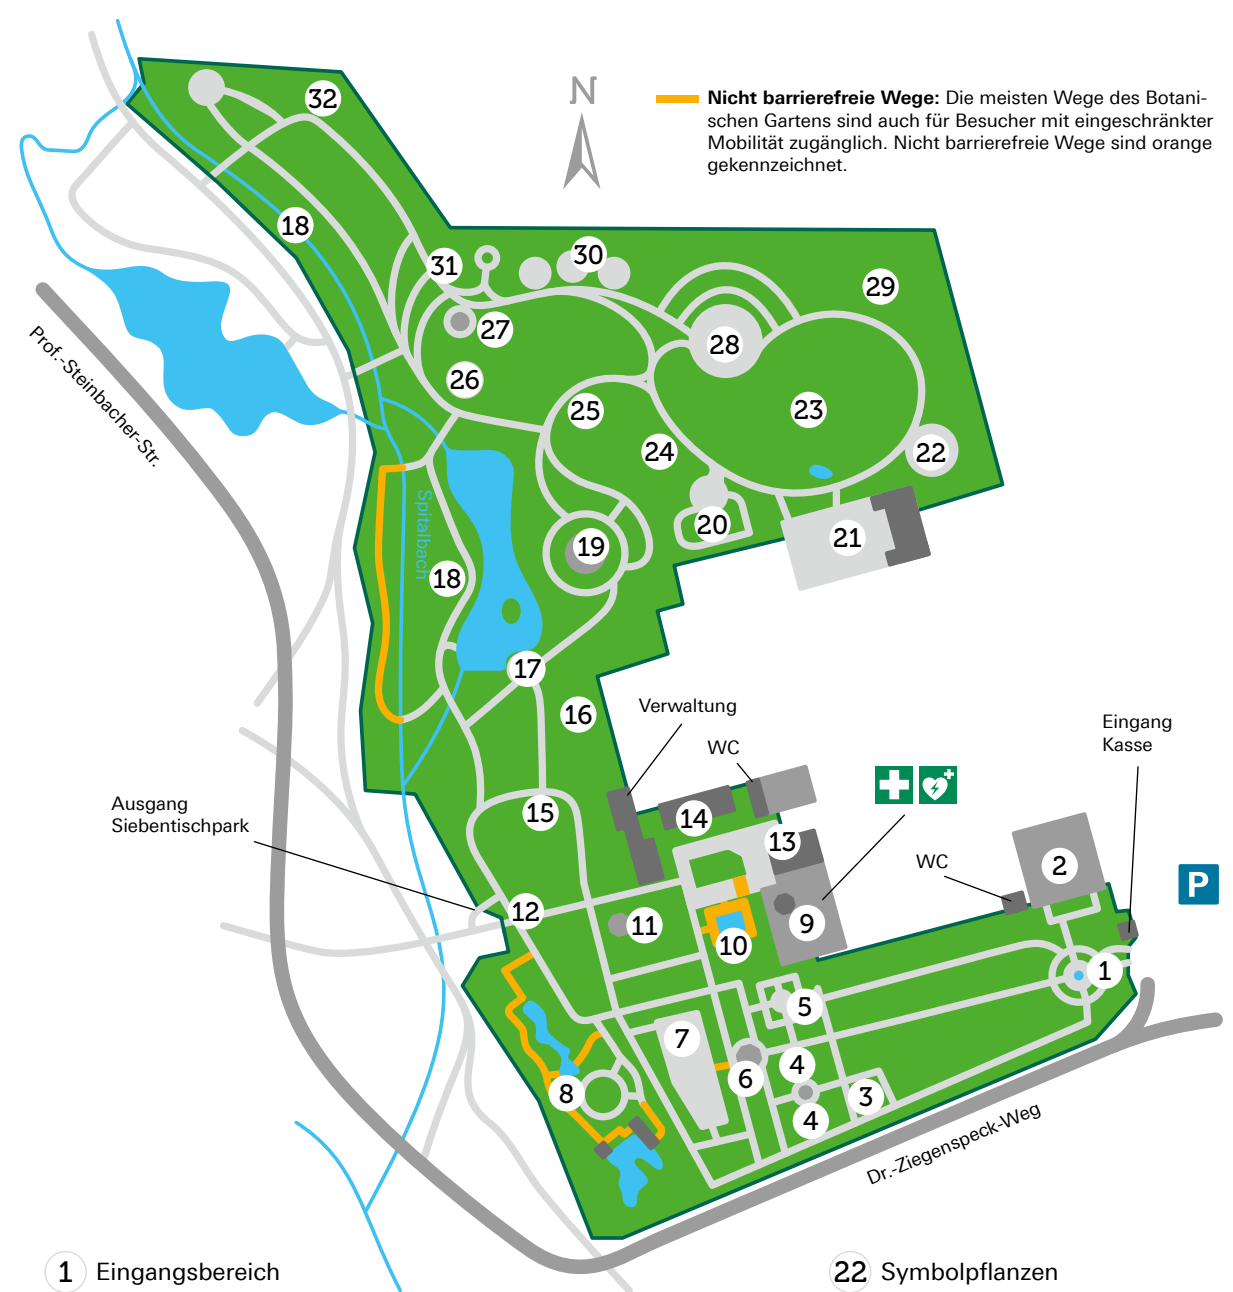 N
Nicht barrierefreie Wege: Die meisten Wege des Botani-
schen Gartens sind auch für Besucher mit eingeschränkter
Mobilität zugänglich. Nicht barrierefreie Wege sind orange
gekennzeichnet.
32
18
31
30
29
27
28
26
25
23
24
22
20
21
19
Prof.-Steinbacher-Str.
Spitalbach
18
17
16
Verwaltung
WC
Eingang
Kasse
Ausgang
Siebentischpark
15
14
13
WC
2
P
12
11
10
9
1
5
7
4
6
8
3
4
Dr.-Ziegenspeck-Weg
1 Eingangsbereich
22 Symbolpflanzen